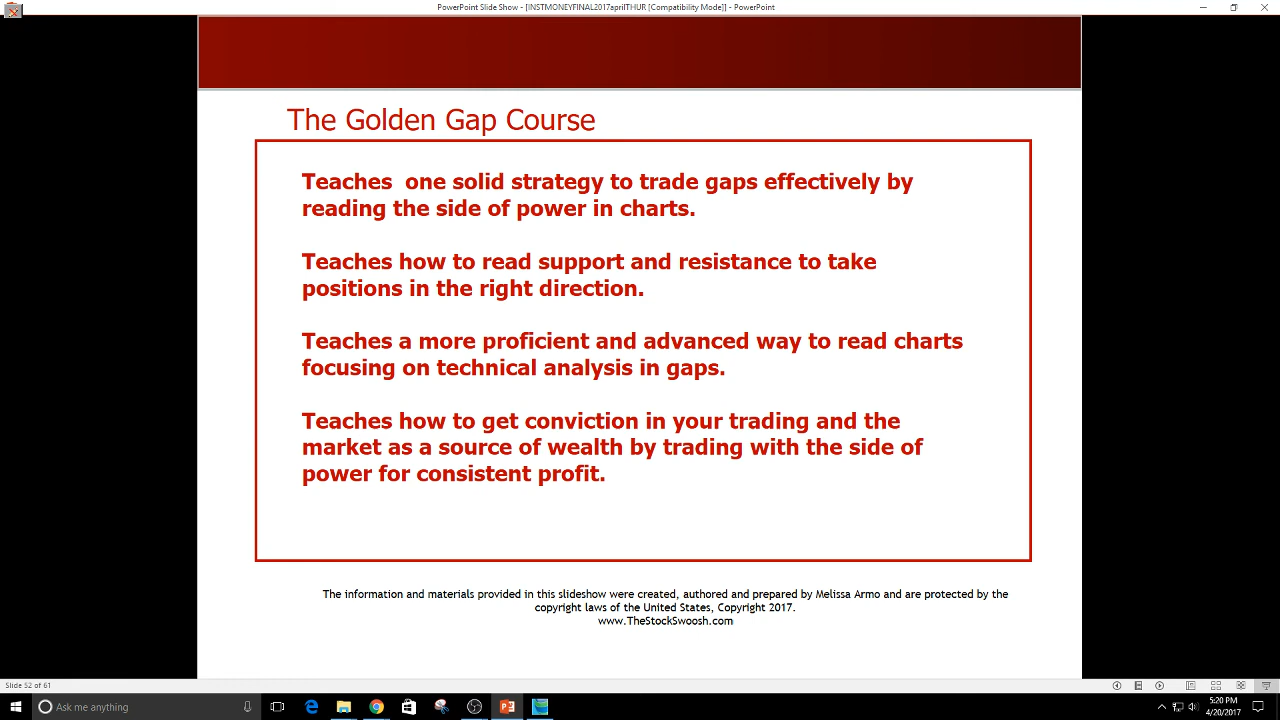 PowerPoint Slide Show - [INSTMONEYFINAL2017aprilTHUR [Compatibility Mode]] - PowerPoint
The Golden Gap Course
Teaches  one solid strategy to trade gaps effectively by
reading the side of power in charts.
Teaches how to read support and resistance to take
positions in the right direction.
Teaches a more proficient and advanced way to read charts
focusing on technical analysis in gaps.
Teaches how to get conviction in your trading and the
market as a source of wealth by trading with the side of
power for consistent profit.
The information and materials provided in this slideshow were created, authored and prepared by Melissa Armo and are protected by the
copyright laws of the United States, Copyright 2017.
www.TheStockSwoosh.com
Slide 52 of 61
Ask me anything
5:20 PM
4/20/2017